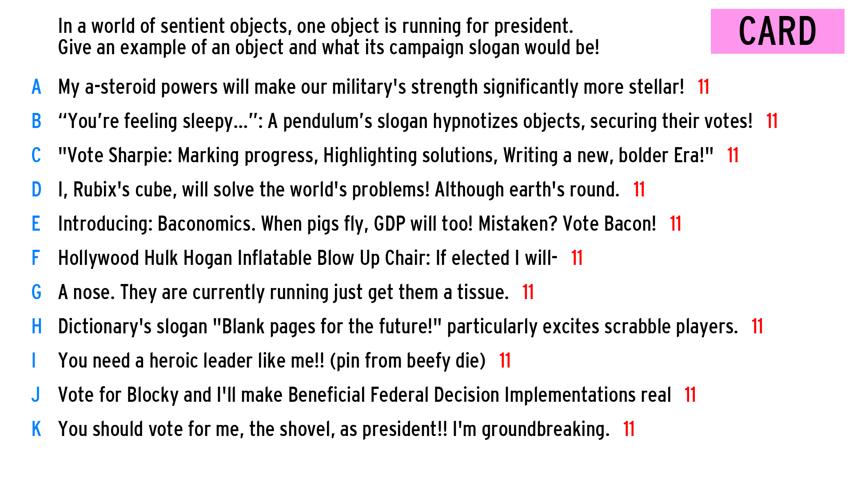 In a world of sentient objects, one object is running for president.
Give an example of an object and what its campaign slogan would be!
CARD
A My a-steroid powers will make our military's strength significantly more stellar! 11
B “You’re feeling sleepy...”: A pendulum’s slogan hypnotizes objects, securing their votes! 11
C "Vote Sharpie: Marking progress, Highlighting solutions, Writing a new, bolder Era!" 11
D I, Rubix's cube, will solve the world's problems! Although earth's round. 11
E Introducing: Baconomics. When pigs fly, GDP will too! Mistaken? Vote Bacon! 11
F Hollywood Hulk Hogan Inflatable Blow Up Chair: If elected I will- 11
G A nose. They are currently running just get them a tissue. 11
H Dictionary's slogan "Blank pages for the future!" particularly excites scrabble players. 11
I You need a heroic leader like me!! (pin from beefy die) 11
J Vote for Blocky and I'll make Beneficial Federal Decision Implementations real 11
K You should vote for me, the shovel, as president!! I'm groundbreaking. 11